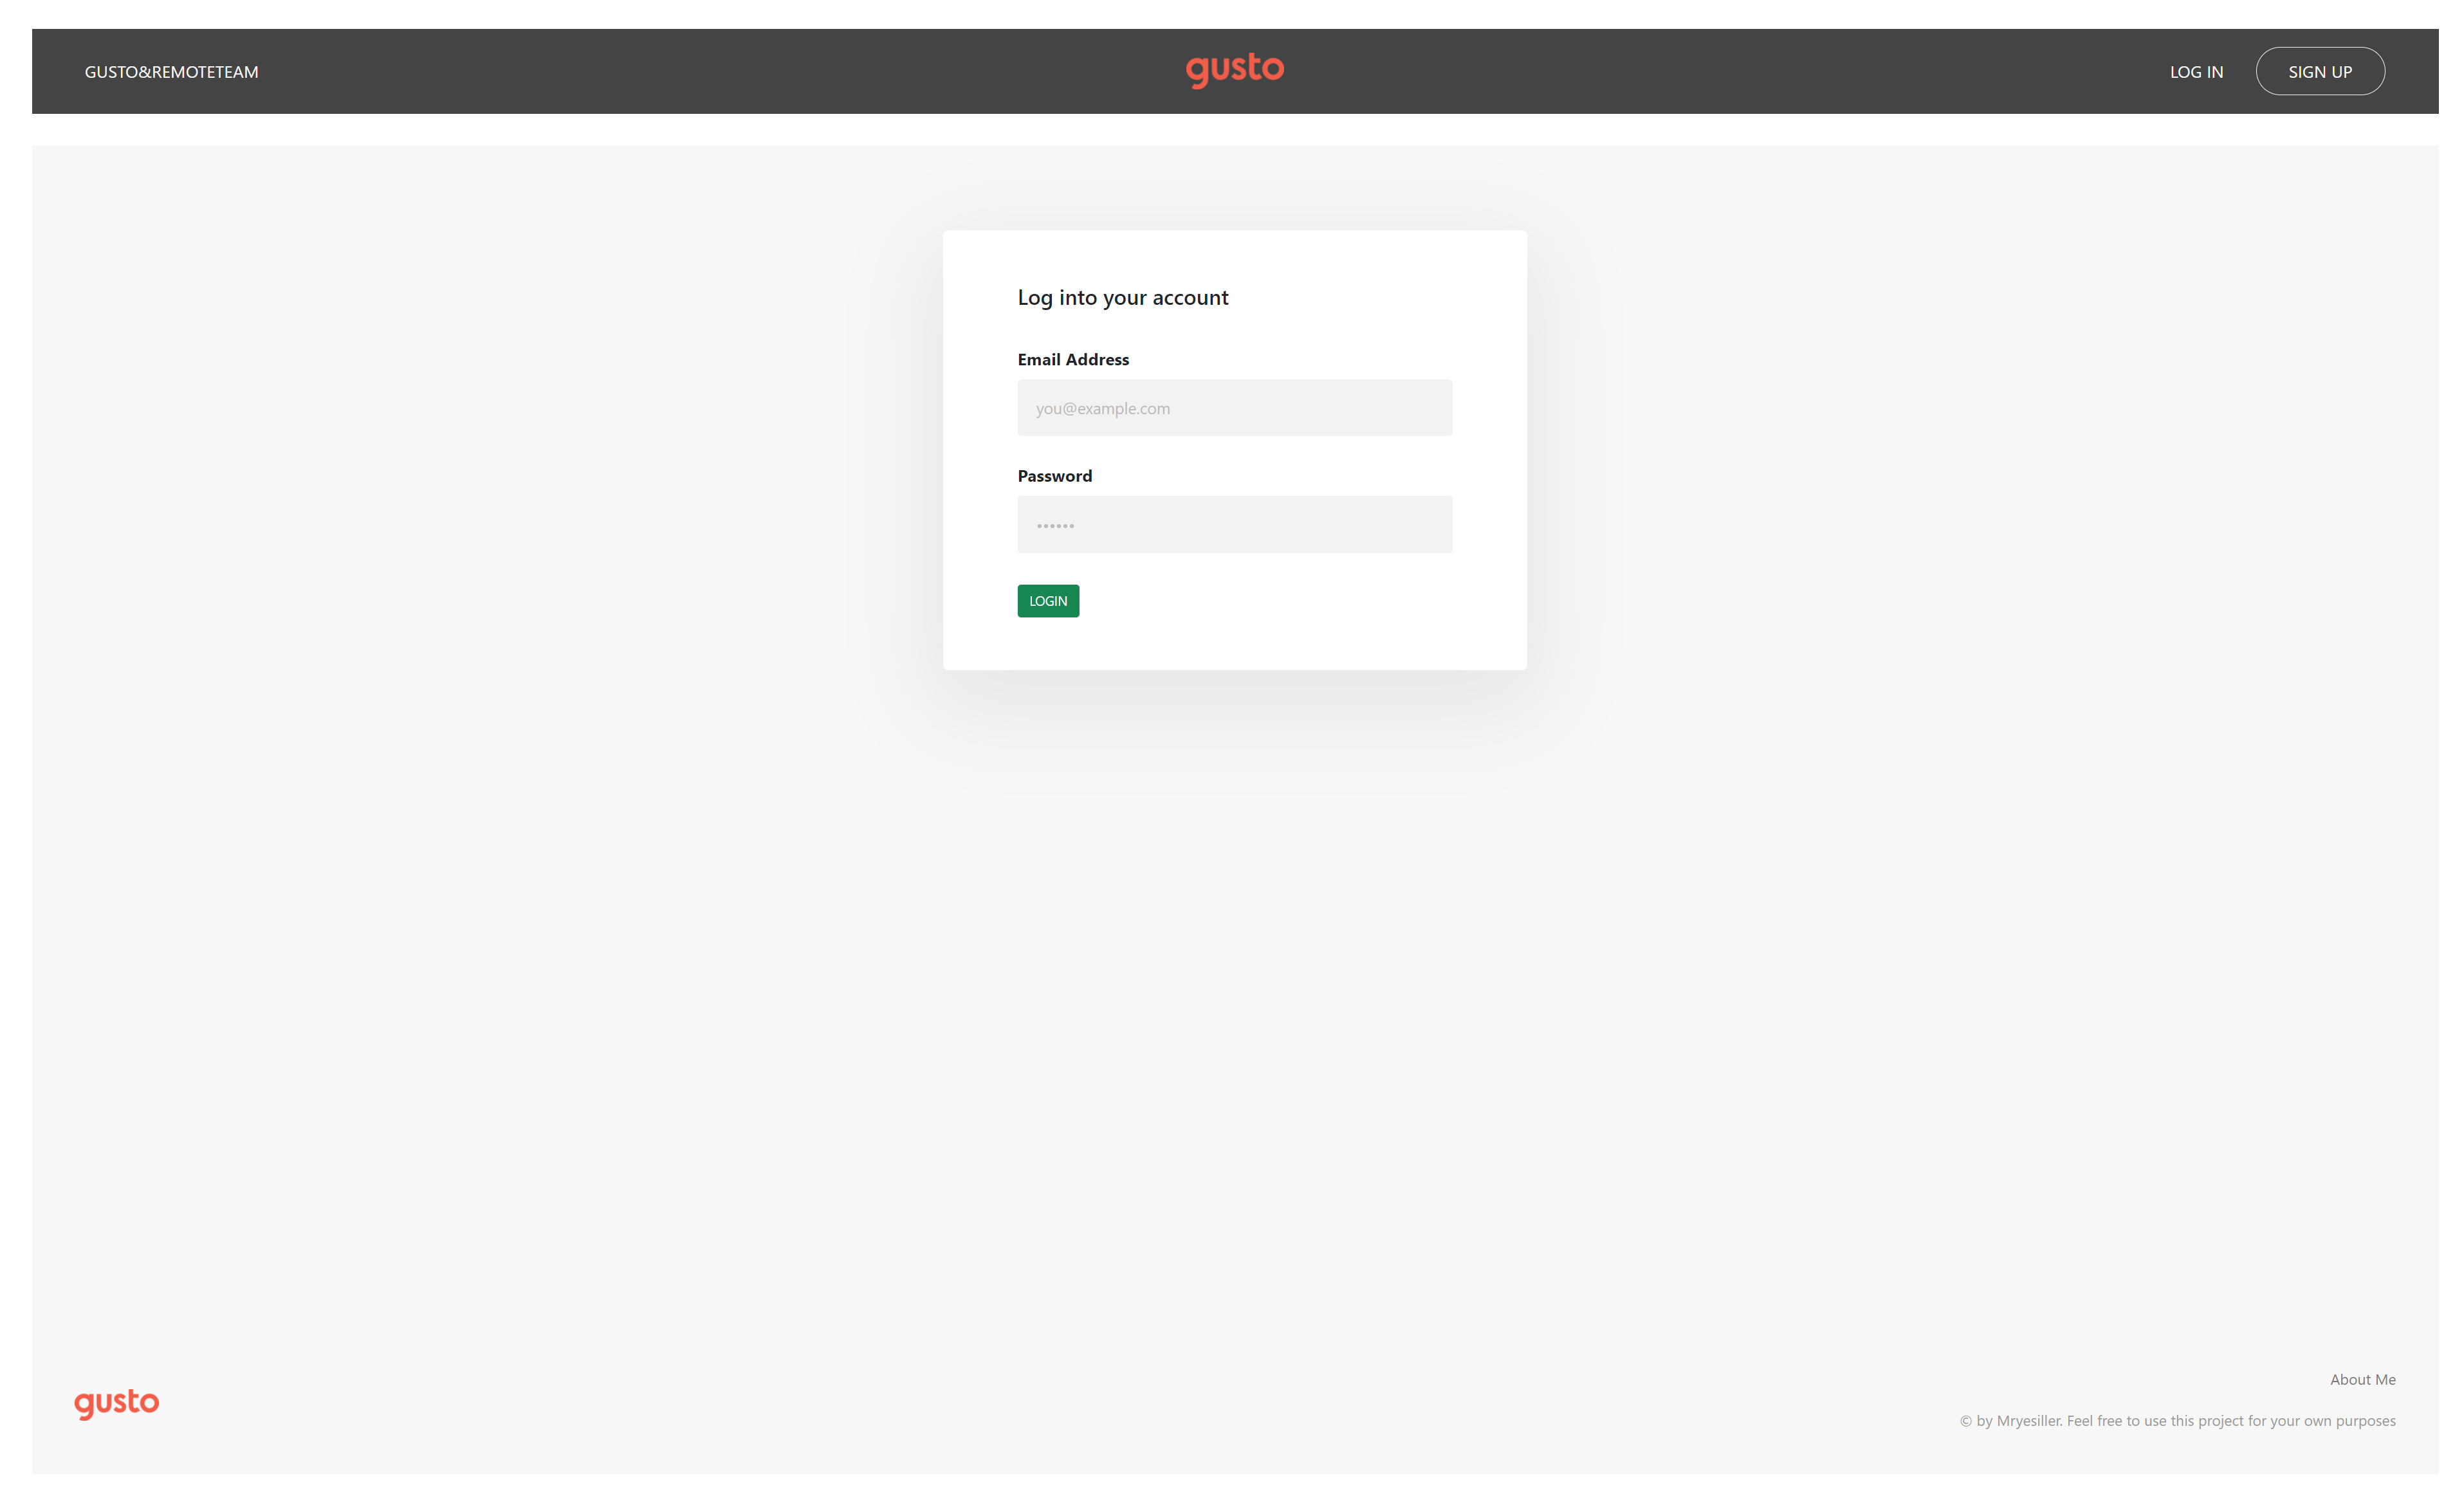 GUSTO&REMOTETEAM
gusto
LOG IN
SIGN UP
Log into your account
Email Address
you@example.com
Password
••••••
LOGIN
gusto
About Me
© by Mryesiller. Feel free to use this project for your own purposes